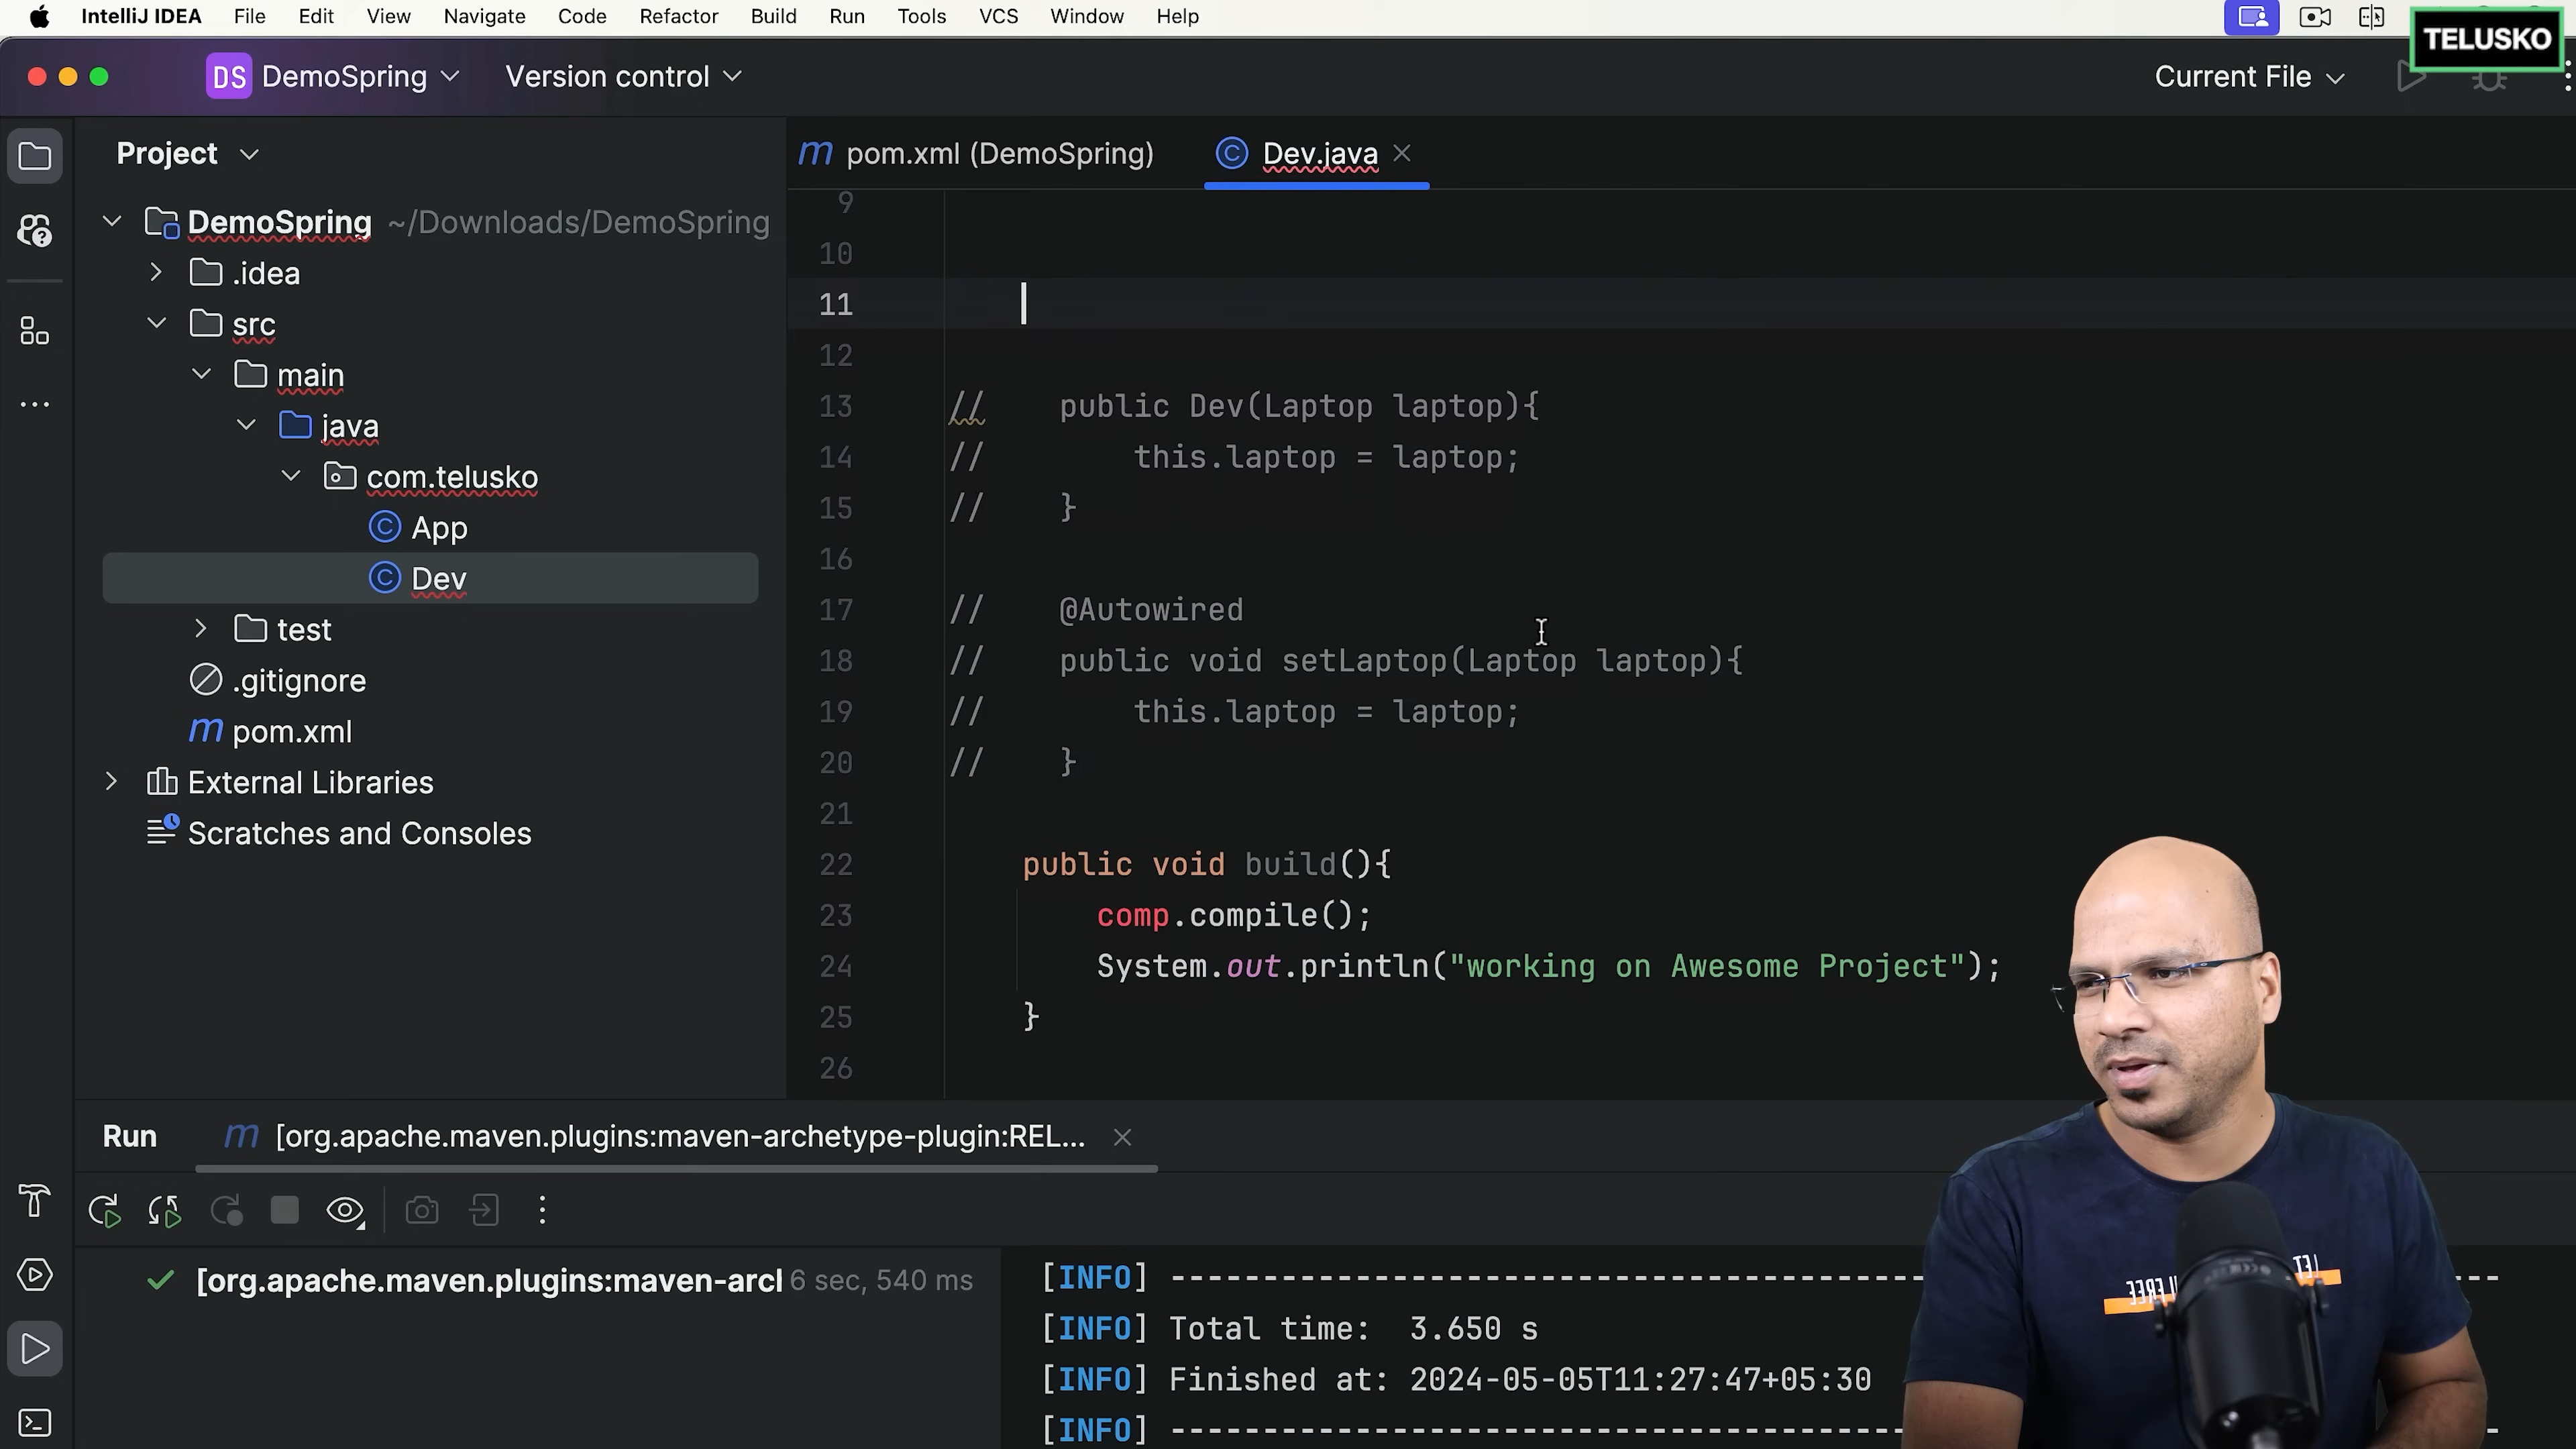 IntelliJ IDEA File Edit View Navigate Code Refactor Build Run Tools VCS Window Help
TELUSKO
DS DemoSpring Version control Current File
Project
m pom.xml (DemoSpring) Dev.java
DemoSpring ~/Downloads/DemoSpring
.idea
src
main
java
com.telusko
App
Dev
test
.gitignore
m pom.xml
External Libraries
Scratches and Consoles
9
10
11
12
13 // public Dev(Laptop laptop){
14 // this.laptop = laptop;
15 // }
16
17 // @Autowired
18 // public void setLaptop(Laptop laptop){
19 // this.laptop = laptop;
20 // }
21
22 public void build(){
23 comp.compile();
24 System.out.println("working on Awesome Project");
25 }
26
Run m [org.apache.maven.plugins:maven-archetype-plugin:REL...
[org.apache.maven.plugins:maven-arcl 6 sec, 540 ms
[INFO] ------------------------------------------------------------------------
[INFO] Total time:  3.650 s
[INFO] Finished at: 2024-05-05T11:27:47+05:30
[INFO] ------------------------------------------------------------------------